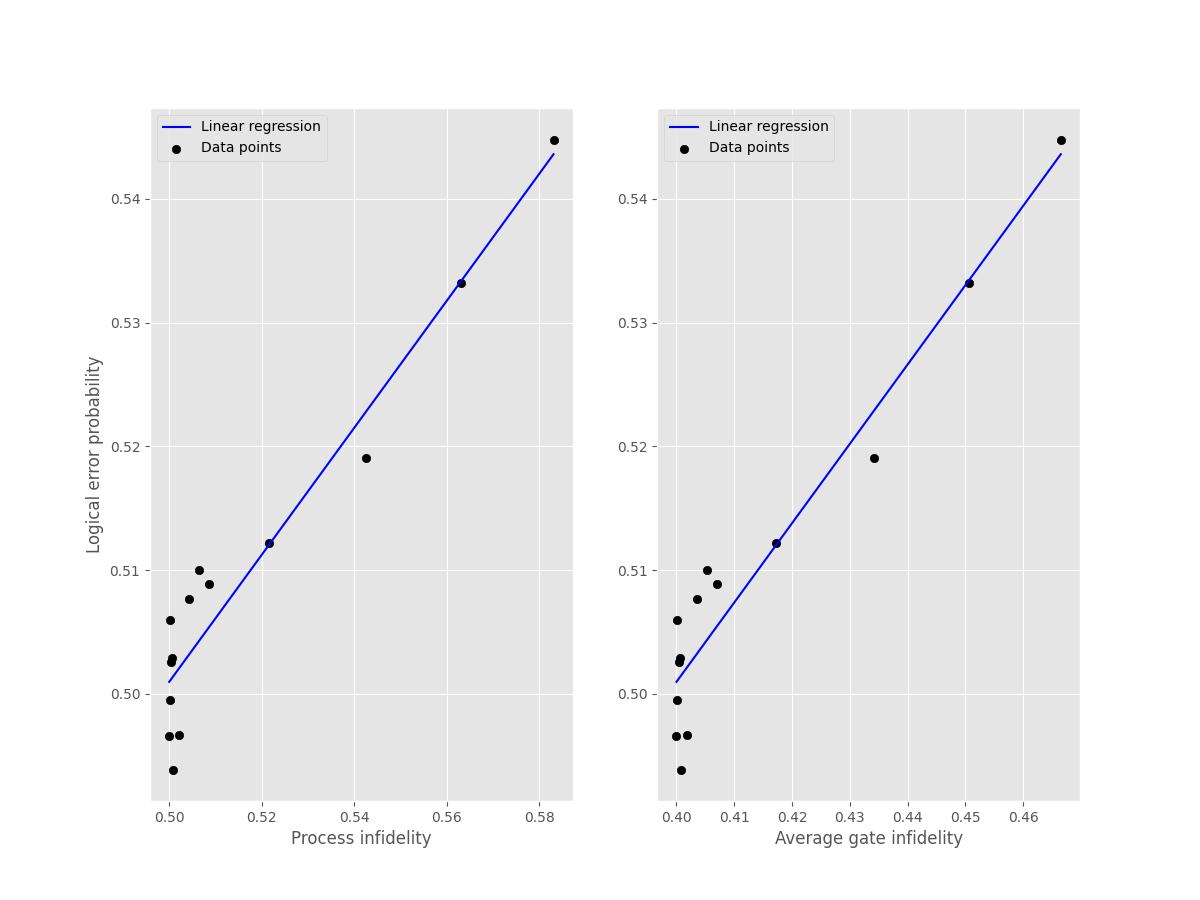 Linear regression
Data points
0.54
0.53
0.52
0.51
0.50
Logical error probability
0.50 0.52 0.54 0.56 0.58
Process infidelity
Linear regression
Data points
0.54
0.53
0.52
0.51
0.50
0.40 0.41 0.42 0.43 0.44 0.45 0.46
Average gate infidelity